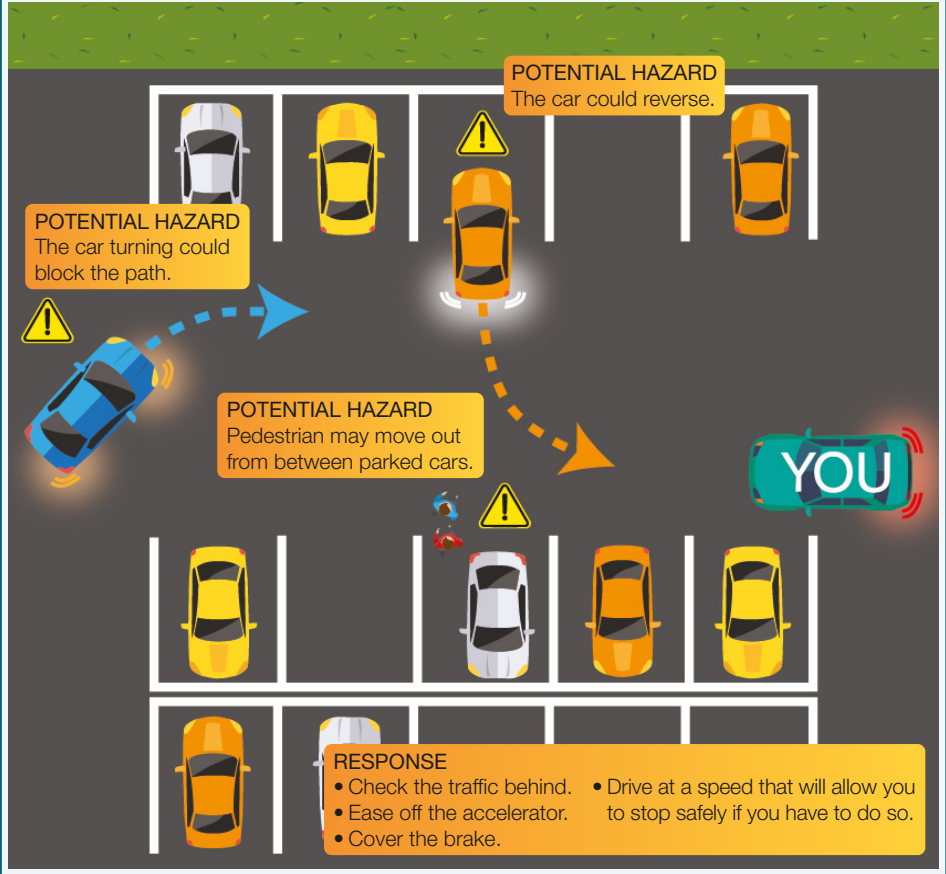 POTENTIAL HAZARD
The car could reverse.
POTENTIAL HAZARD
The car turning could
block the path.
POTENTIAL HAZARD
Pedestrian may move out
from between parked cars.
YOU
RESPONSE
• Check the traffic behind.
• Ease off the accelerator.
• Cover the brake.
• Drive at a speed that will allow you
to stop safely if you have to do so.